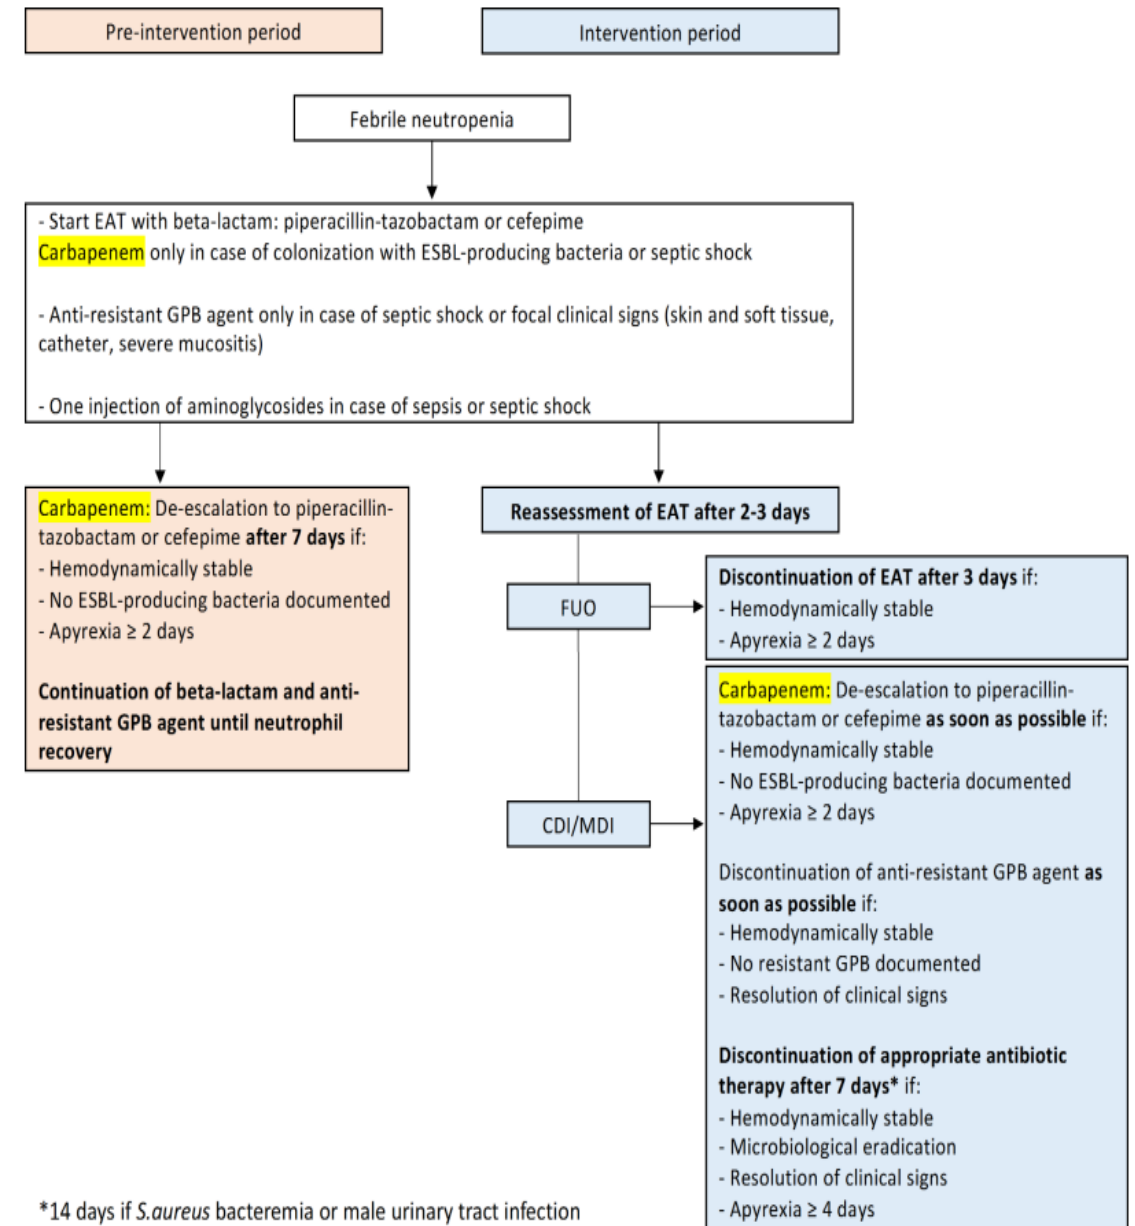 Pre-intervention period
Intervention period
Febrile neutropenia
- Start EAT with beta-lactam: piperacillin-tazobactam or cefepime
Carbapenem only in case of colonization with ESBL-producing bacteria or septic shock
- Anti-resistant GPB agent only in case of septic shock or focal clinical signs (skin and soft tissue,
catheter, severe mucositis)
- One injection of aminoglycosides in case of sepsis or septic shock
Carbapenem: De-escalation to piperacillin-
tazobactam or cefepime after 7 days if:
- Hemodynamically stable
- No ESBL-producing bacteria documented
- Apyrexia ≥ 2 days
Continuation of beta-lactam and anti-
resistant GPB agent until neutrophil
recovery
Reassessment of EAT after 2-3 days
FUO
Discontinuation of EAT after 3 days if:
- Hemodynamically stable
- Apyrexia ≥ 2 days
CDI/MDI
Carbapenem: De-escalation to piperacillin-
tazobactam or cefepime as soon as possible if:
- Hemodynamically stable
- No ESBL-producing bacteria documented
- Apyrexia ≥ 2 days
Discontinuation of anti-resistant GPB agent as
soon as possible if:
- Hemodynamically stable
- No resistant GPB documented
- Resolution of clinical signs
Discontinuation of appropriate antibiotic
therapy after 7 days* if:
- Hemodynamically stable
- Microbiological eradication
- Resolution of clinical signs
- Apyrexia ≥ 4 days
*14 days if S.aureus bacteremia or male urinary tract infection